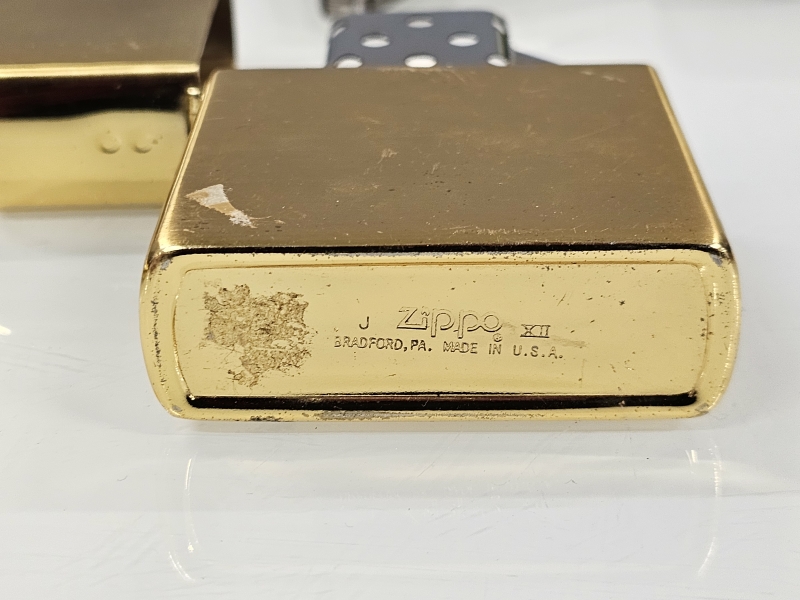 J Zippo ® XII
BRADFORD, PA. MADE IN U.S.A.